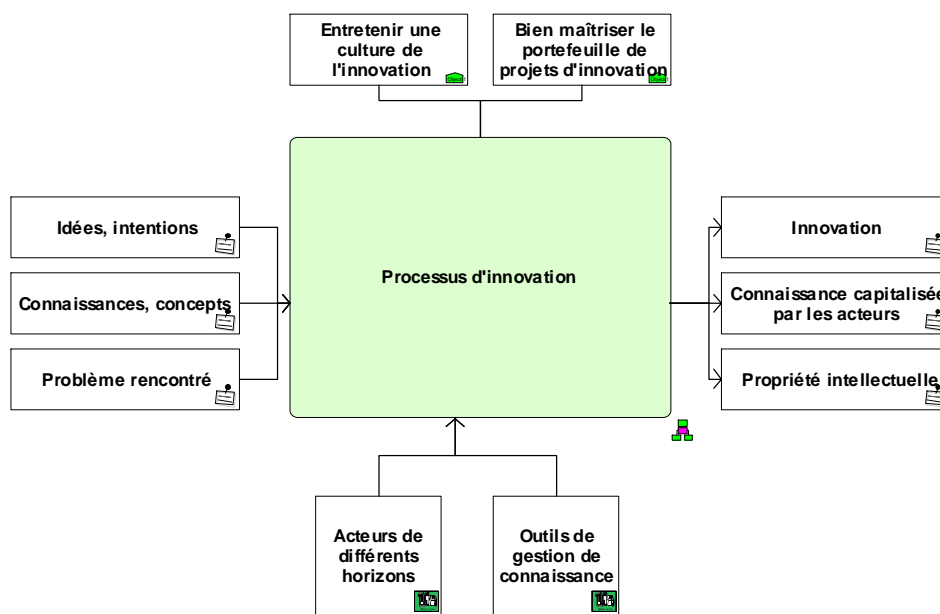 Entretenir une
culture de
l'innovation
Bien maîtriser le
portefeuille de
projets d'innovation
Idées, intentions
Connaissances, concepts
Problème rencontré
Processus d'innovation
Innovation
Connaissance capitalisée
par les acteurs
Propriété intellectuelle
Acteurs de
différents
horizons
Outils de
gestion de
connaissance